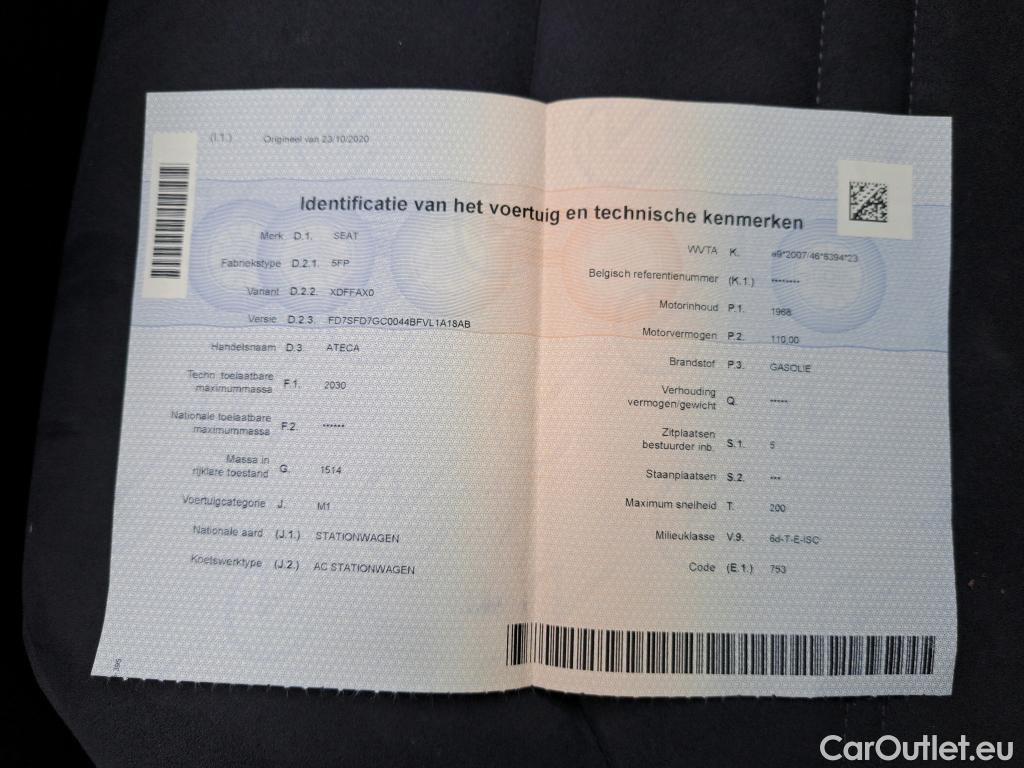 (I.1.) Origineel van 23/10/2020
Identificatie van het voertuig en technische kenmerken
Merk D.1. SEAT
Fabriekstype D.2.1. 5FP
Variant D.2.2. XDFFAX0
Versie D.2.3. FD7SFD7GC0044BFVL1A18AB
Handelsnaam D.3. ATECA
Techn. toelaatbare
maximummassa F.1. 2030
Nationale toelaatbare
maximummassa F.2. ******
Massa in
rijklare toestand G. 1514
Voertuigcategorie J. M1
Nationale aard (J.1.) STATIONWAGEN
Koetswerktype (J.2.) AC STATIONWAGEN
WVTA K. e9*2007/46*6394*23
Belgisch referentienummer (K.1.) ********
Motorinhoud P.1. 1968
Motorvermogen P.2. 110,00
Brandstof P.3. GASOLIE
Verhouding
vermogen/gewicht Q. *****
Zitplaatsen
bestuurder inb. S.1. 5
Staanplaatsen S.2. ***
Maximum snelheid T. 200
Milieuklasse V.9. 6d-T-E-ISC
Code (E.1.) 753
395
CarOutlet.eu